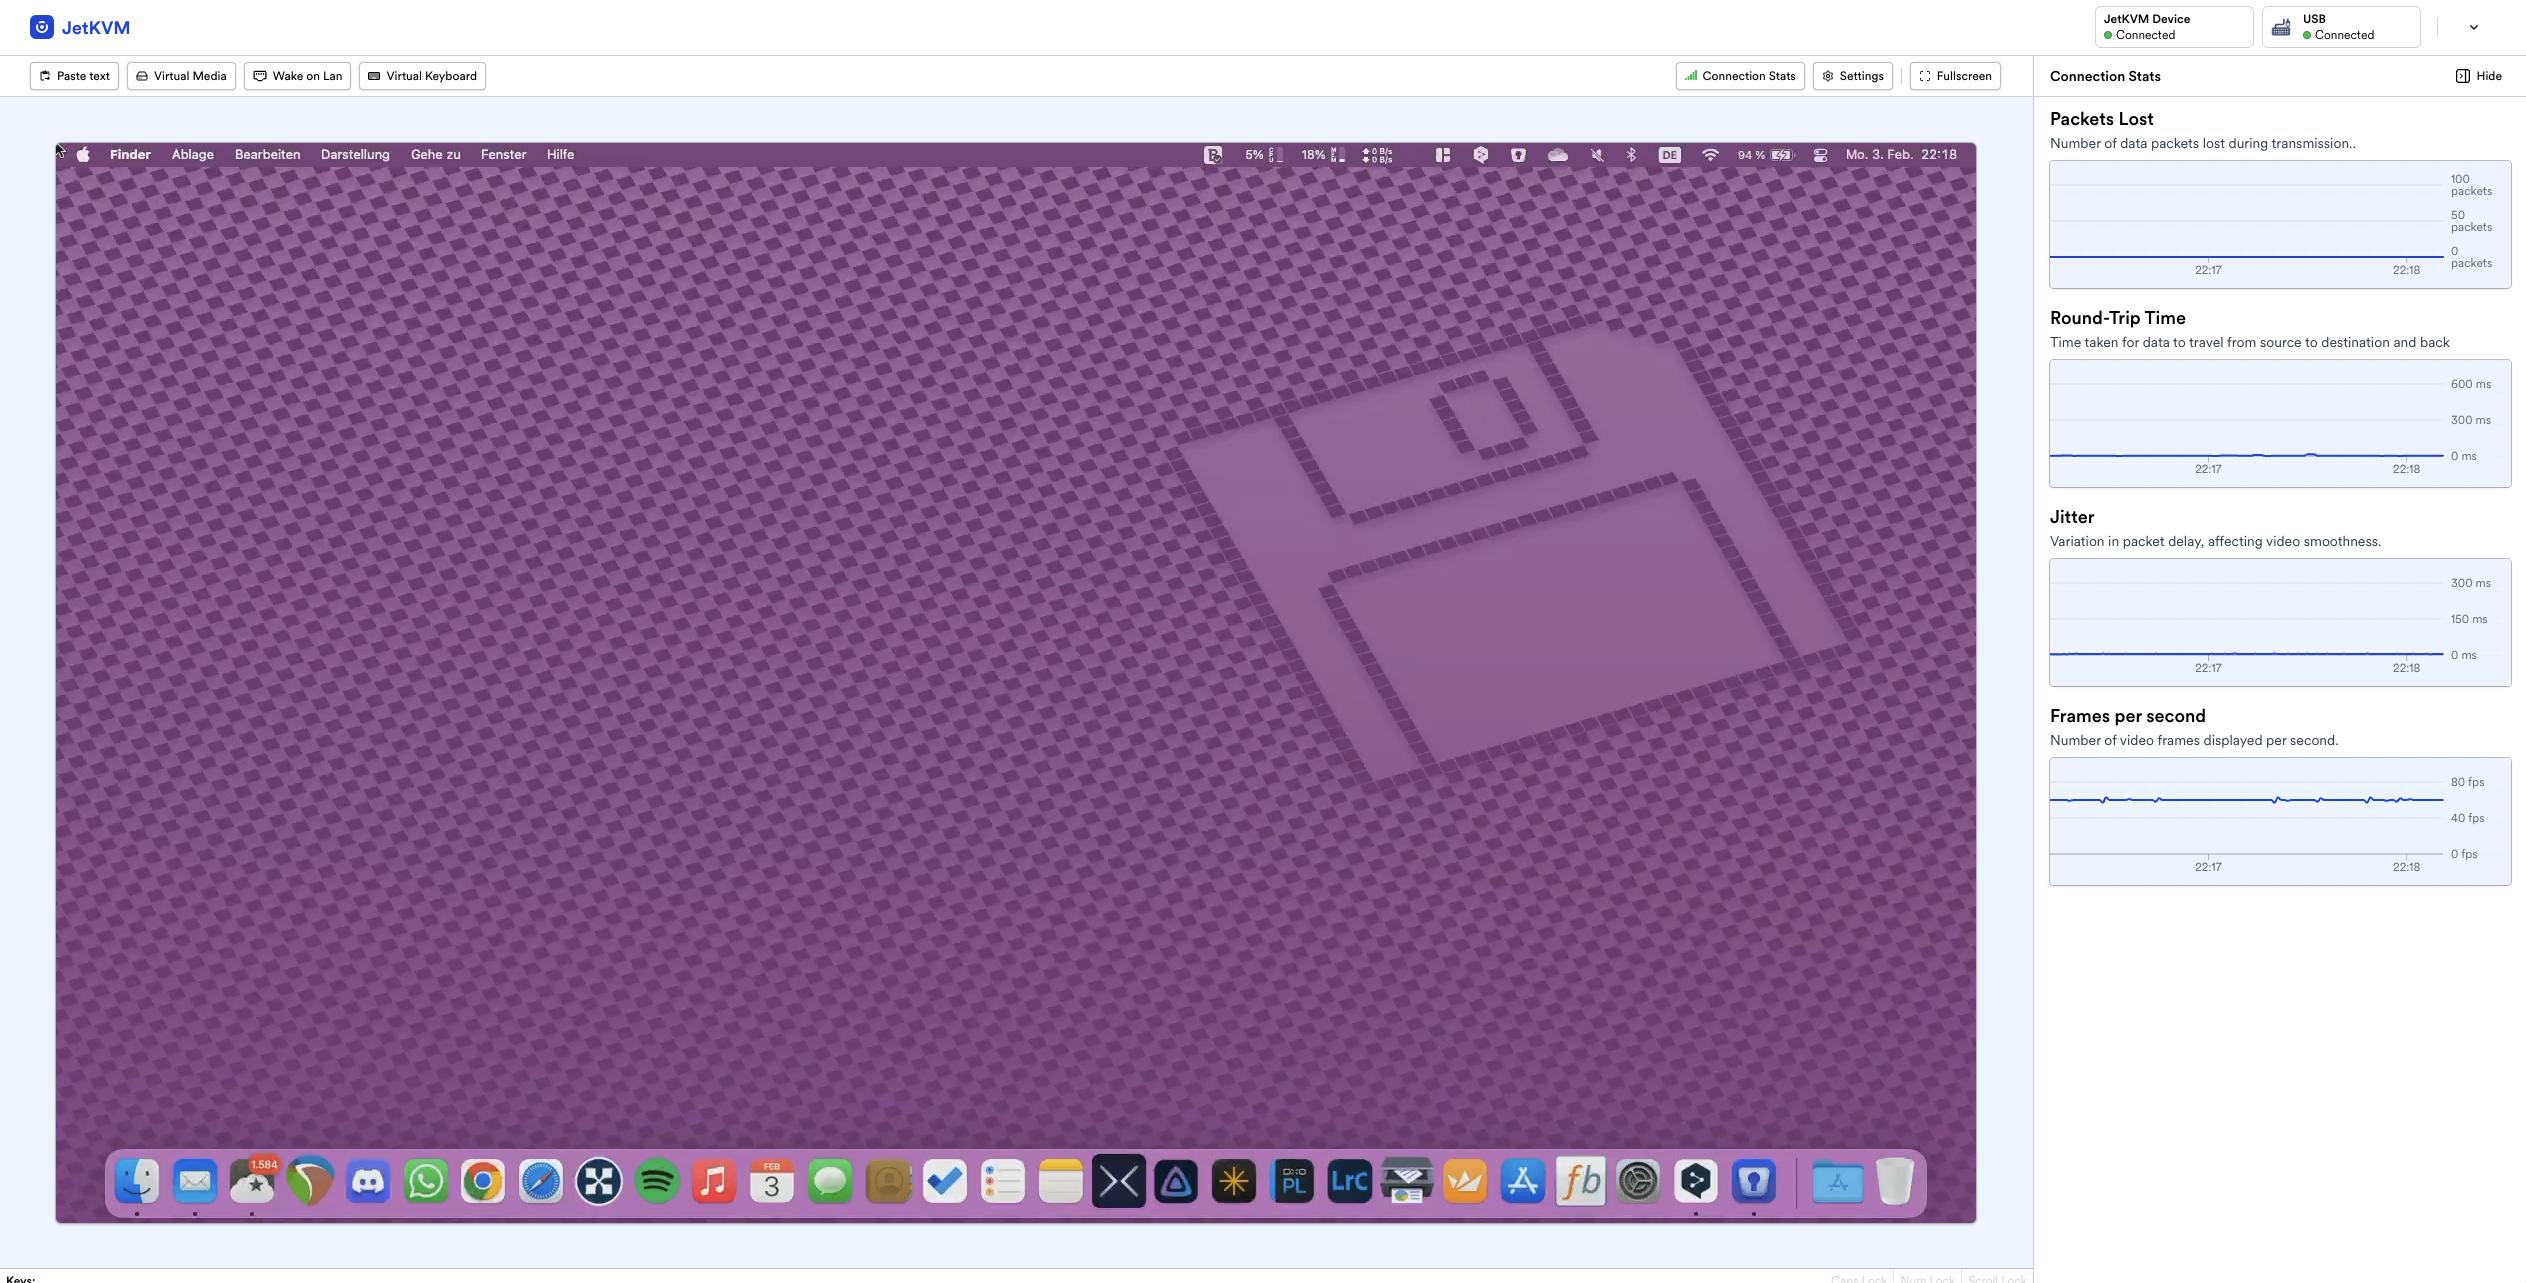 JetKVM
JetKVM Device
Connected
USB
Connected
Paste text
Virtual Media
Wake on Lan
Virtual Keyboard
Connection Stats
Settings
Fullscreen
Connection Stats
Hide
Finder Ablage Bearbeiten Darstellung Gehe zu Fenster Hilfe
5% 18% 0 B/s
0 B/s
DE 94 % Mo. 3. Feb. 22:18
Packets Lost
Number of data packets lost during transmission..
100 packets
50 packets
0 packets
22:17 22:18
Round-Trip Time
Time taken for data to travel from source to destination and back
600 ms
300 ms
0 ms
22:17 22:18
Jitter
Variation in packet delay, affecting video smoothness.
300 ms
150 ms
0 ms
22:17 22:18
Frames per second
Number of video frames displayed per second.
80 fps
40 fps
0 fps
22:17 22:18
1.584
FEB
3
DXO
PL
LrC
fb
Keys:
Caps Lock Num Lock Scroll Lock